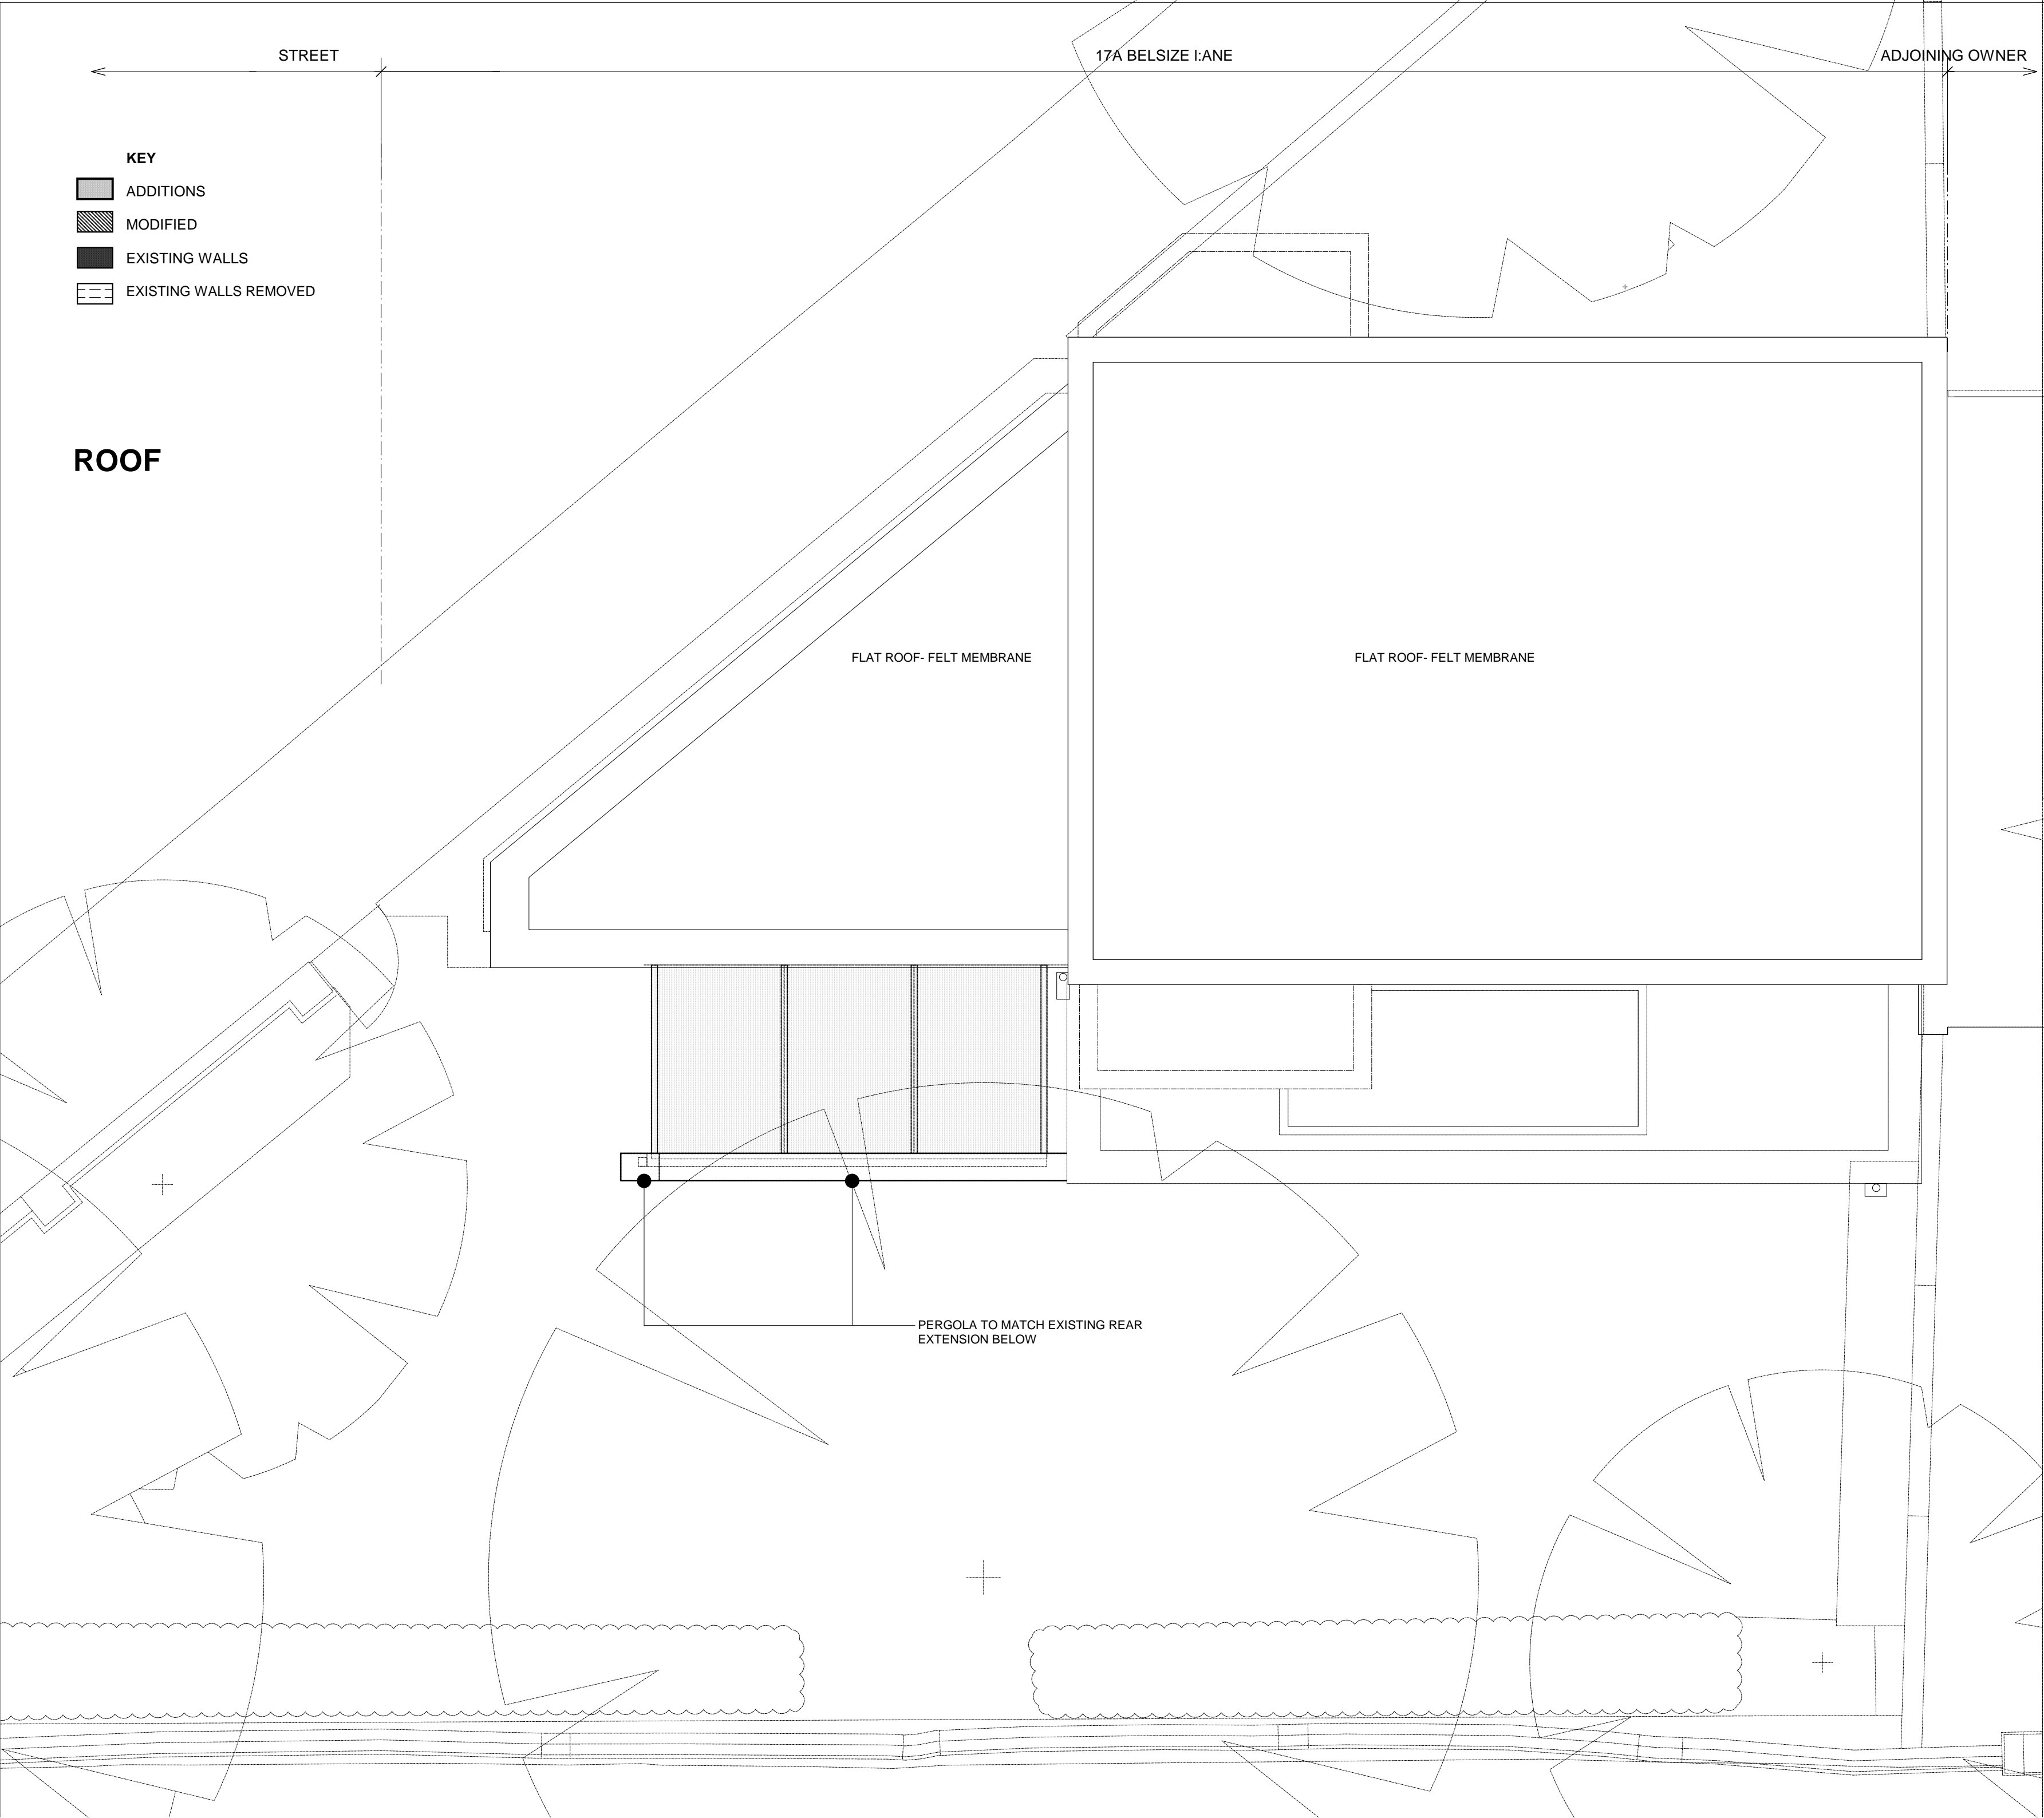 STREET
17A BELSIZE l:ANE
ADJOINING OWNER
KEY
ADDITIONS
MODIFIED
EXISTING WALLS
EXISTING WALLS REMOVED
ROOF
FLAT ROOF- FELT MEMBRANE
FLAT ROOF- FELT MEMBRANE
PERGOLA TO MATCH EXISTING REAR
EXTENSION BELOW